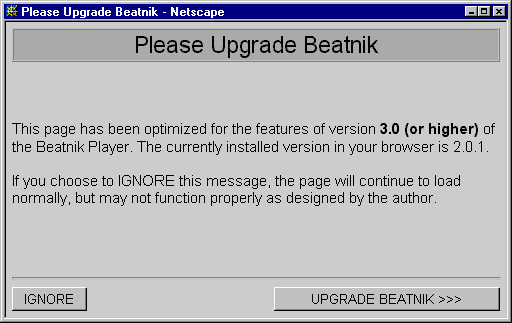 Please Upgrade Beatnik - Netscape
Please Upgrade Beatnik
This page has been optimized for the features of version 3.0 (or higher) of
the Beatnik Player. The currently installed version in your browser is 2.0.1.
If you choose to IGNORE this message, the page will continue to load
normally, but may not function properly as designed by the author.
IGNORE
UPGRADE BEATNIK >>>